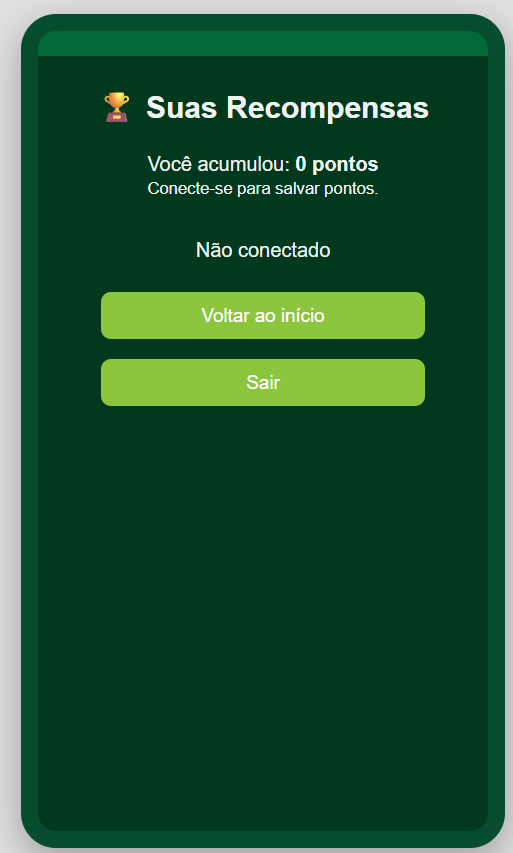 🏆 Suas Recompensas
Você acumulou: 0 pontos
Conecte-se para salvar pontos.
Não conectado
Voltar ao início
Sair